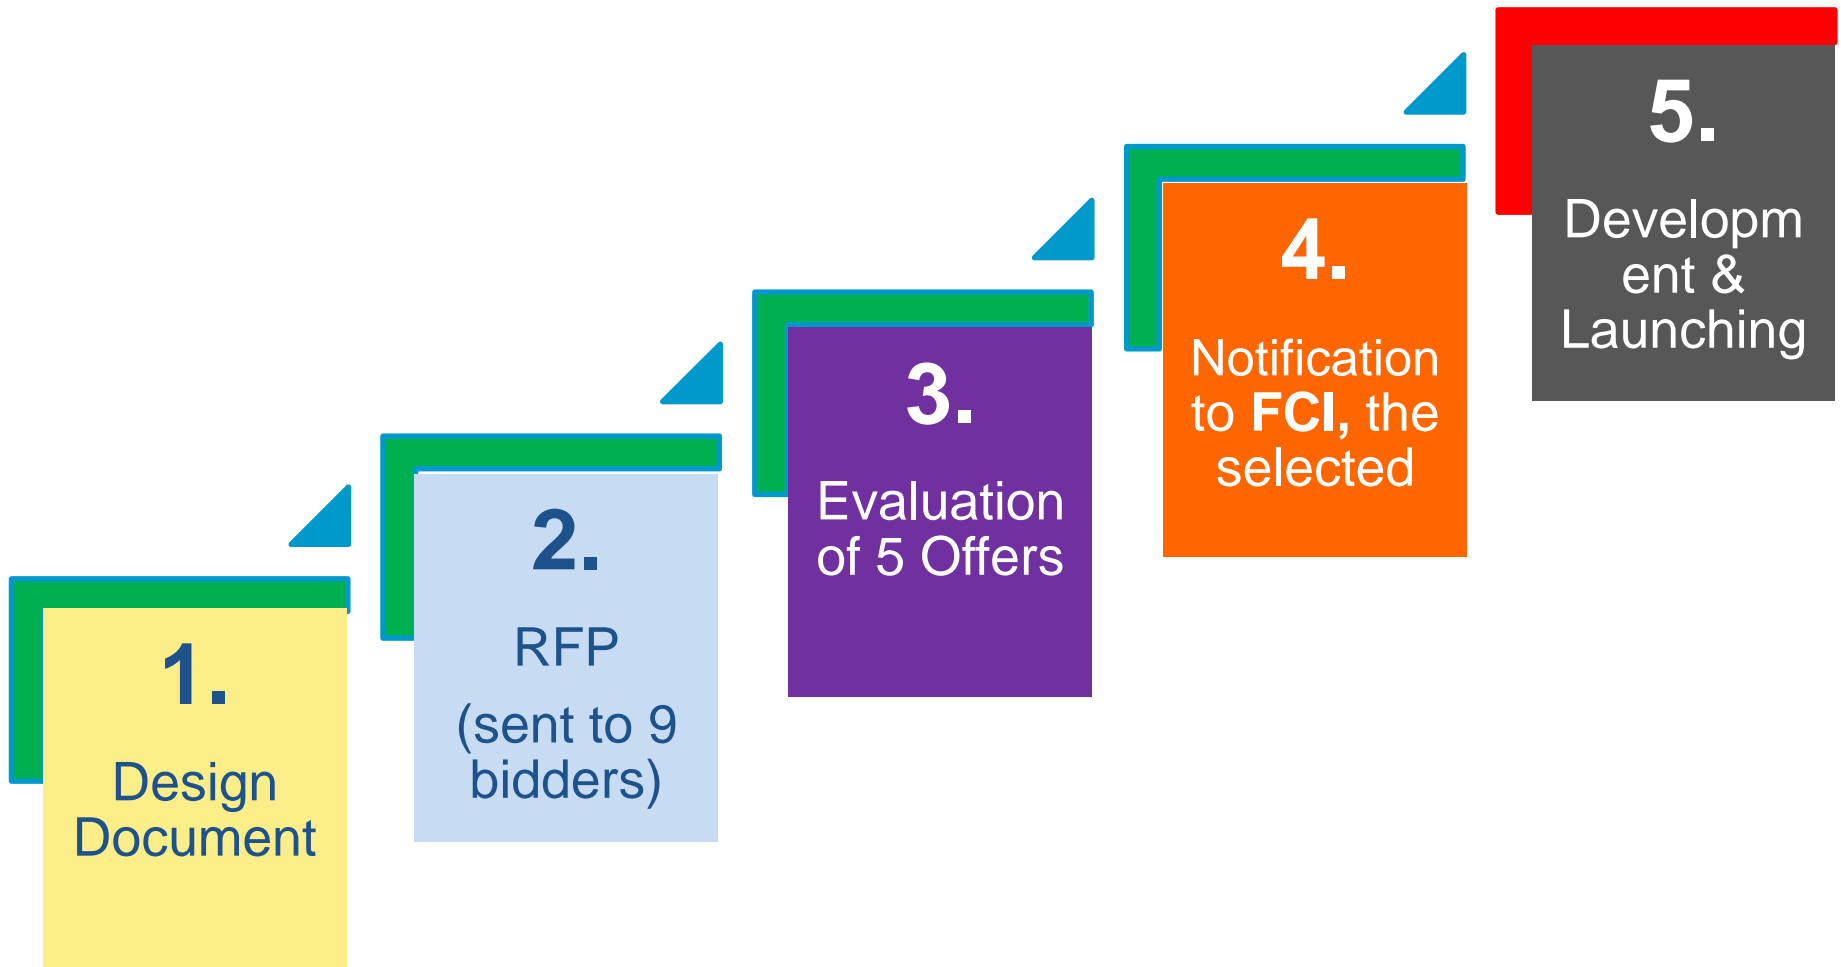 1.
Design
Document
2.
RFP
(sent to 9
bidders)
3.
Evaluation
of 5 Offers
4.
Notification
to FCI, the
selected
5.
Developm
ent &
Launching